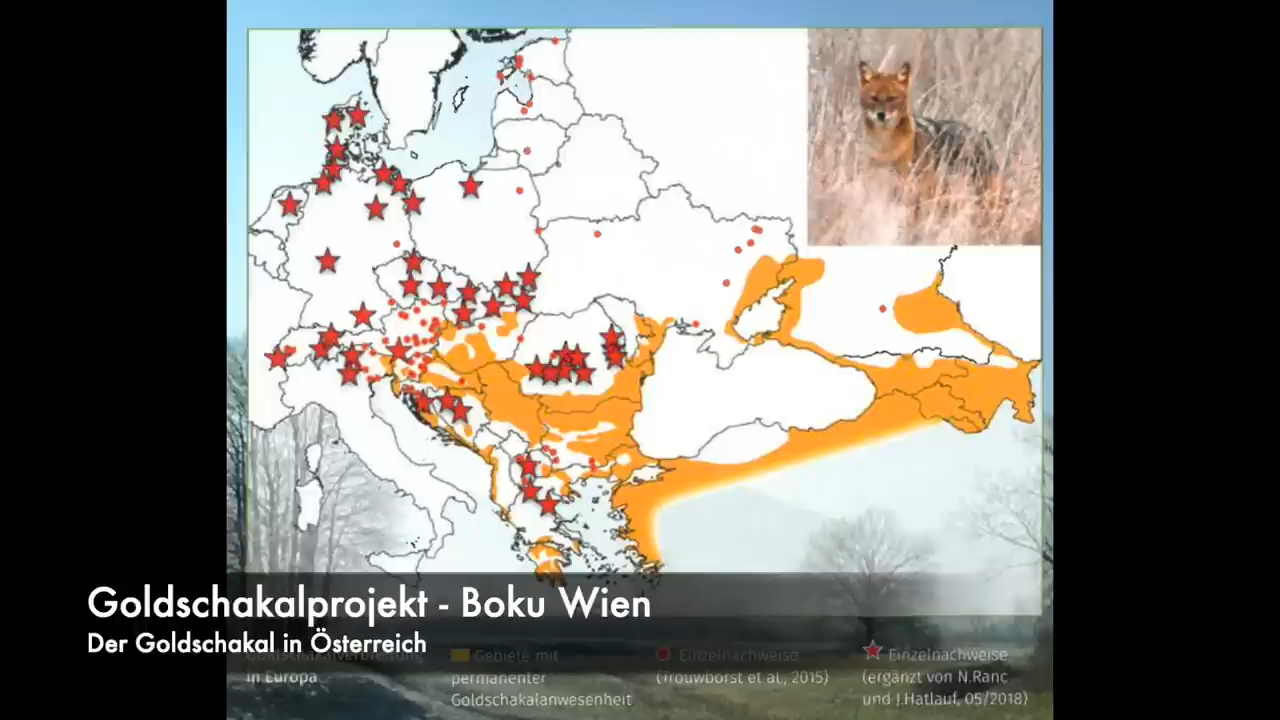 Goldschakalprojekt - Boku Wien
Der Goldschakal in Österreich
Goldschakalverbreitung
in Europa
Gebiete mit
permanenter
Goldschakalanwesenheit
Einzelnachweise
(Trouwborst et al., 2015)
Einzelnachweise
(ergänzt von N.Ranc
und J.Hatlauf, 05/2018)